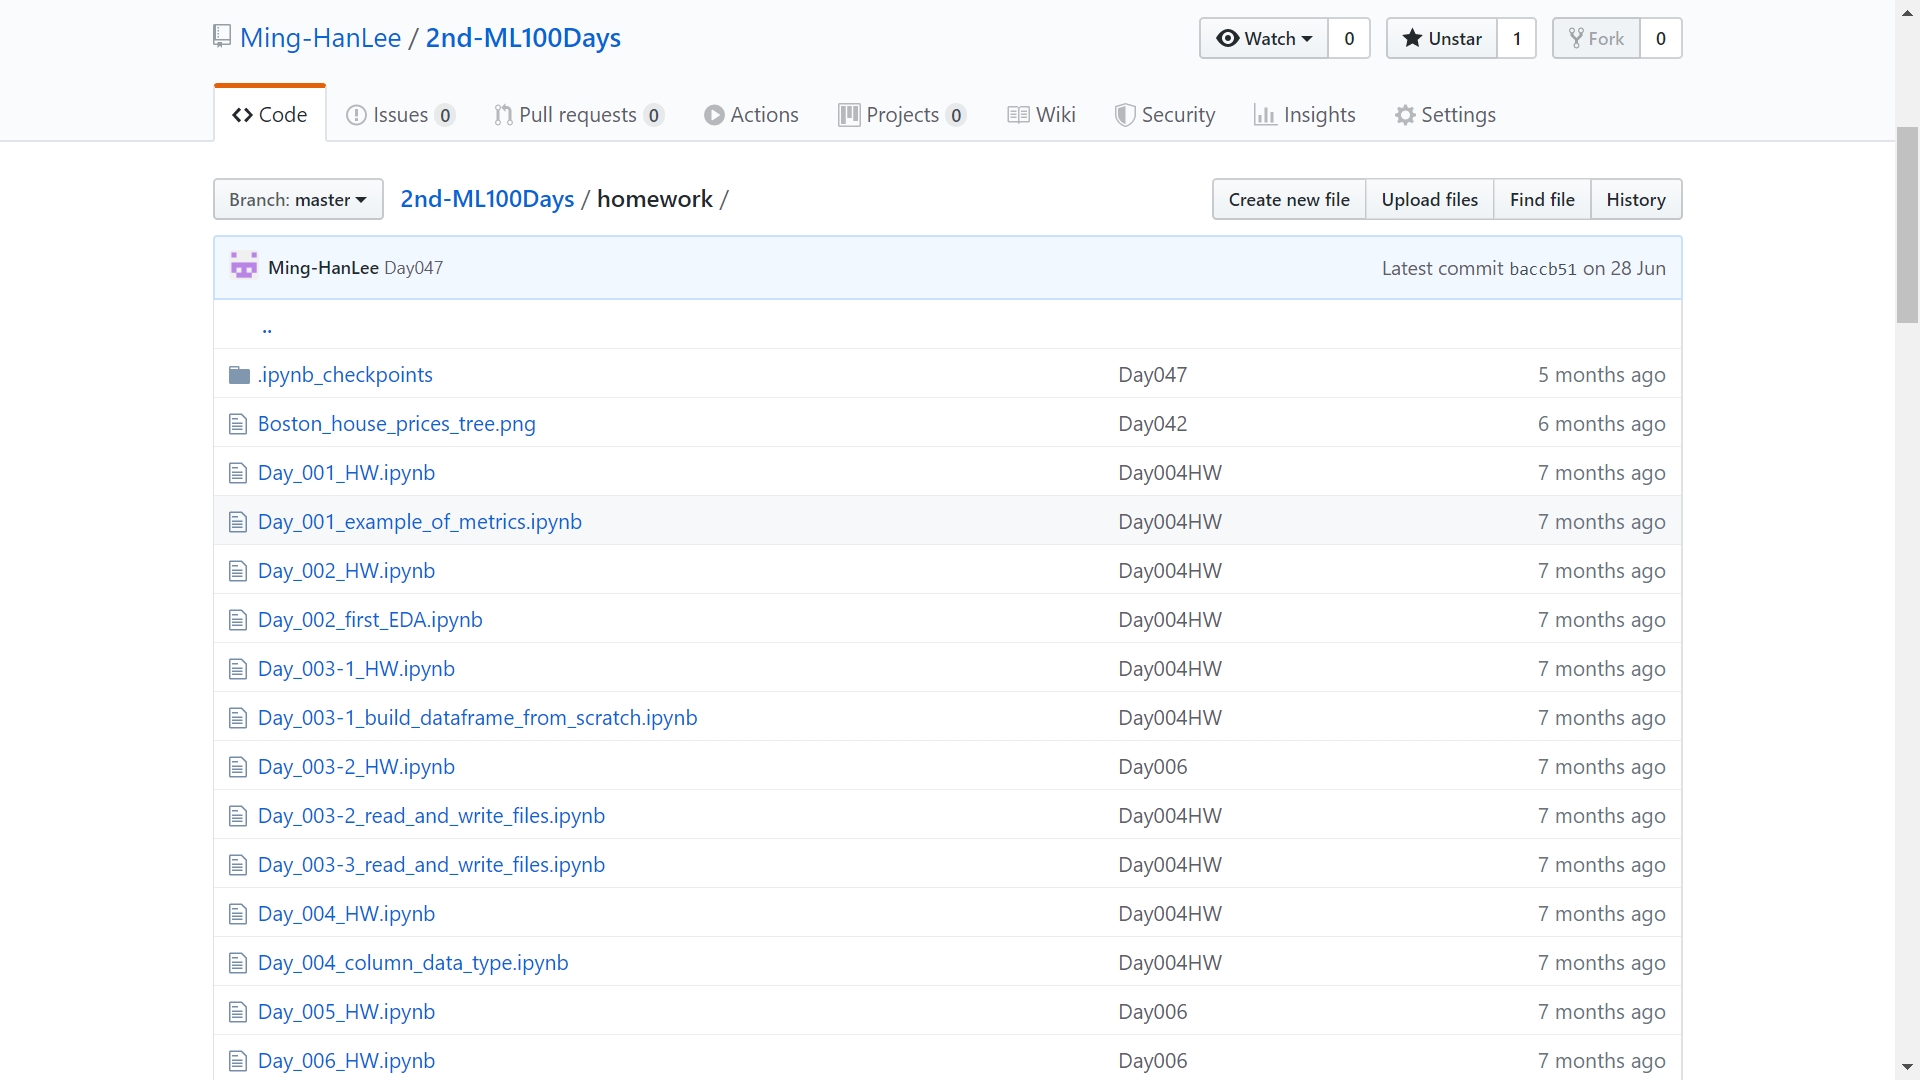 Ming-HanLee / 2nd-ML100Days Watch 0 Unstar 1 Fork 0
Code Issues 0 Pull requests 0 Actions Projects 0 Wiki Security Insights Settings
Branch: master 2nd-ML100Days / homework / Create new file Upload files Find file History
Ming-HanLee Day047 Latest commit baccb51 on 28 Jun
..
.ipynb_checkpoints Day047 5 months ago
Boston_house_prices_tree.png Day042 6 months ago
Day_001_HW.ipynb Day004HW 7 months ago
Day_001_example_of_metrics.ipynb Day004HW 7 months ago
Day_002_HW.ipynb Day004HW 7 months ago
Day_002_first_EDA.ipynb Day004HW 7 months ago
Day_003-1_HW.ipynb Day004HW 7 months ago
Day_003-1_build_dataframe_from_scratch.ipynb Day004HW 7 months ago
Day_003-2_HW.ipynb Day006 7 months ago
Day_003-2_read_and_write_files.ipynb Day004HW 7 months ago
Day_003-3_read_and_write_files.ipynb Day004HW 7 months ago
Day_004_HW.ipynb Day004HW 7 months ago
Day_004_column_data_type.ipynb Day004HW 7 months ago
Day_005_HW.ipynb Day006 7 months ago
Day_006_HW.ipynb Day006 7 months ago